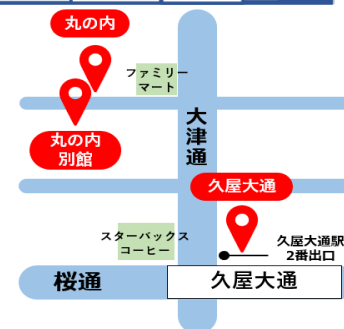 丸の内
ファミリー
マート
丸の内
別館
大津通
久屋大通
スターバックス
コーヒー
久屋大通駅
2番出口
桜通
久屋大通